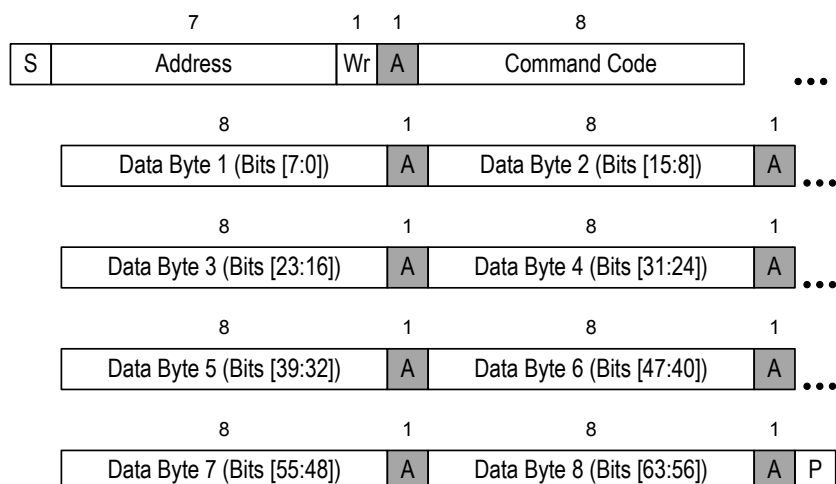 7 1 1 8
S Address Wr A Command Code ...
8 1 8 1
Data Byte 1 (Bits [7:0]) A Data Byte 2 (Bits [15:8]) A ...
8 1 8 1
Data Byte 3 (Bits [23:16]) A Data Byte 4 (Bits [31:24]) A ...
8 1 8 1
Data Byte 5 (Bits [39:32]) A Data Byte 6 (Bits [47:40]) A ...
8 1 8 1
Data Byte 7 (Bits [55:48]) A Data Byte 8 (Bits [63:56]) A P